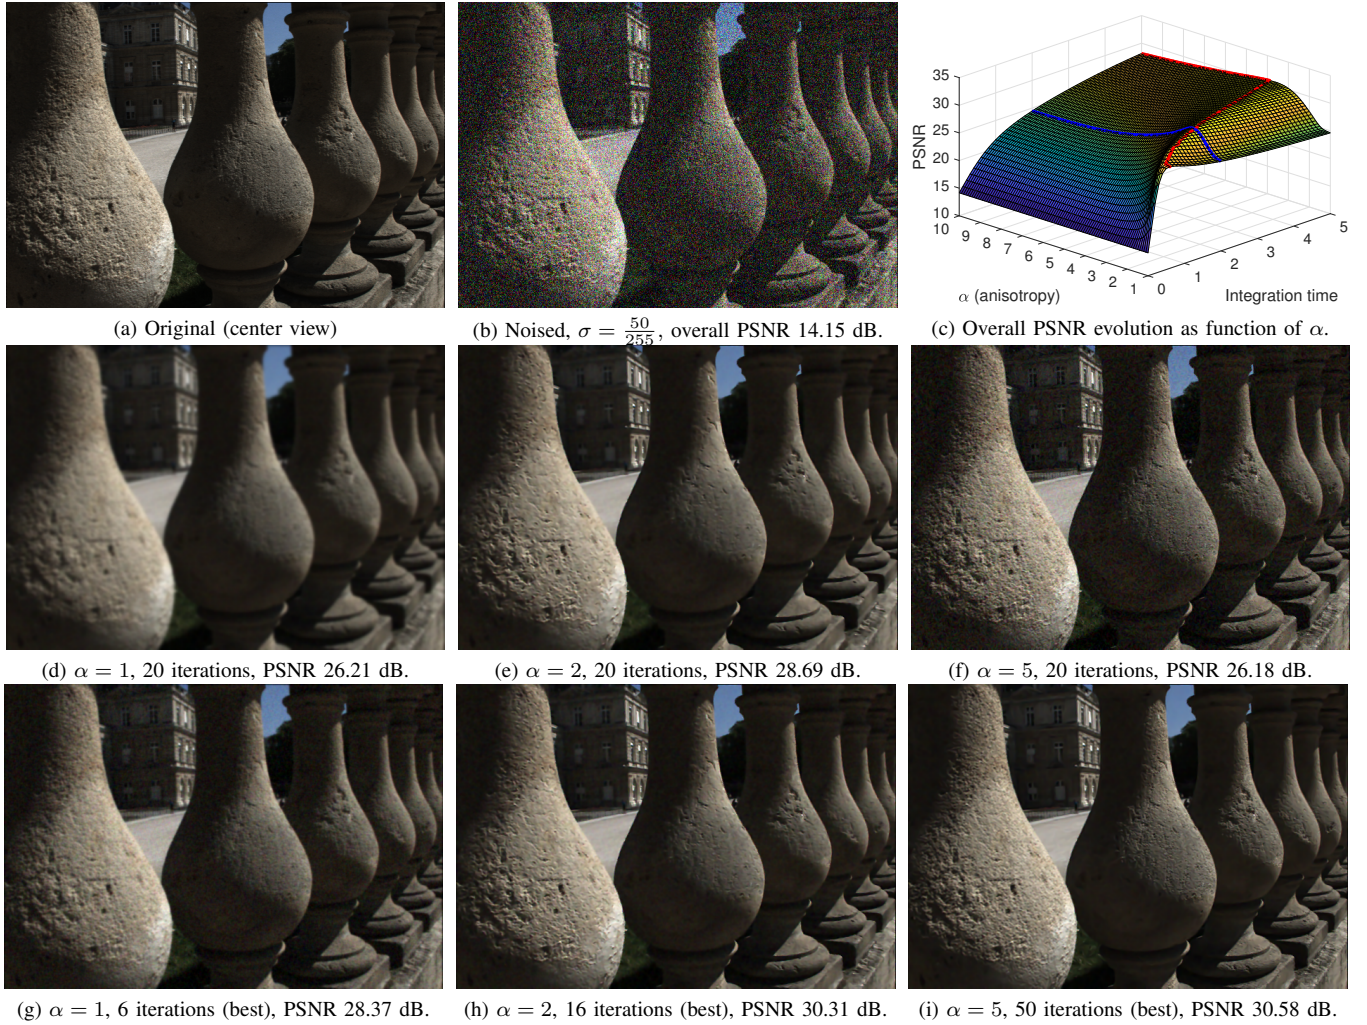 35
30
25
20
15
10
PSNR
10 9 8 7 6 5 4 3 2 1
0 1 2 3 4 5
α (anisotropy)
Integration time
(a) Original (center view)
(b) Noised, σ = 50/255, overall PSNR 14.15 dB.
(c) Overall PSNR evolution as function of α.
(d) α = 1, 20 iterations, PSNR 26.21 dB.
(e) α = 2, 20 iterations, PSNR 28.69 dB.
(f) α = 5, 20 iterations, PSNR 26.18 dB.
(g) α = 1, 6 iterations (best), PSNR 28.37 dB.
(h) α = 2, 16 iterations (best), PSNR 30.31 dB.
(i) α = 5, 50 iterations (best), PSNR 30.58 dB.